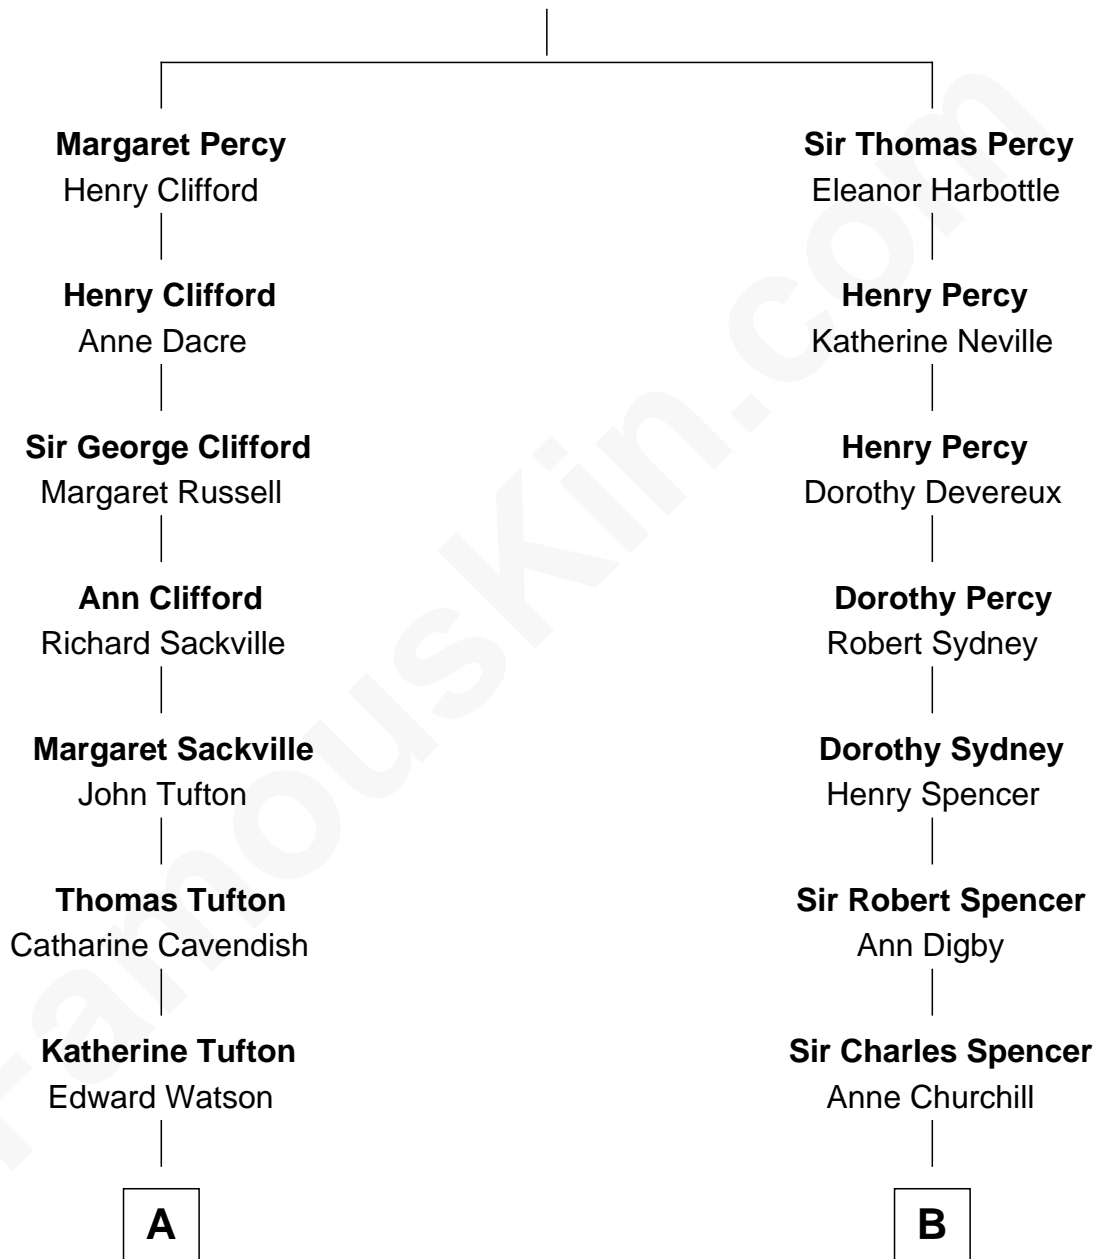 Margaret Percy
Henry Clifford
Henry Clifford
Anne Dacre
Sir George Clifford
Margaret Russell
Ann Clifford
Richard Sackville
Margaret Sackville
John Tufton
Thomas Tufton
Catharine Cavendish
Katherine Tufton
Edward Watson
A
Sir Thomas Percy
Eleanor Harbottle
Henry Percy
Katherine Neville
Henry Percy
Dorothy Devereux
Dorothy Percy
Robert Sydney
Dorothy Sydney
Henry Spencer
Sir Robert Spencer
Ann Digby
Sir Charles Spencer
Anne Churchill
B
FamousKin.com